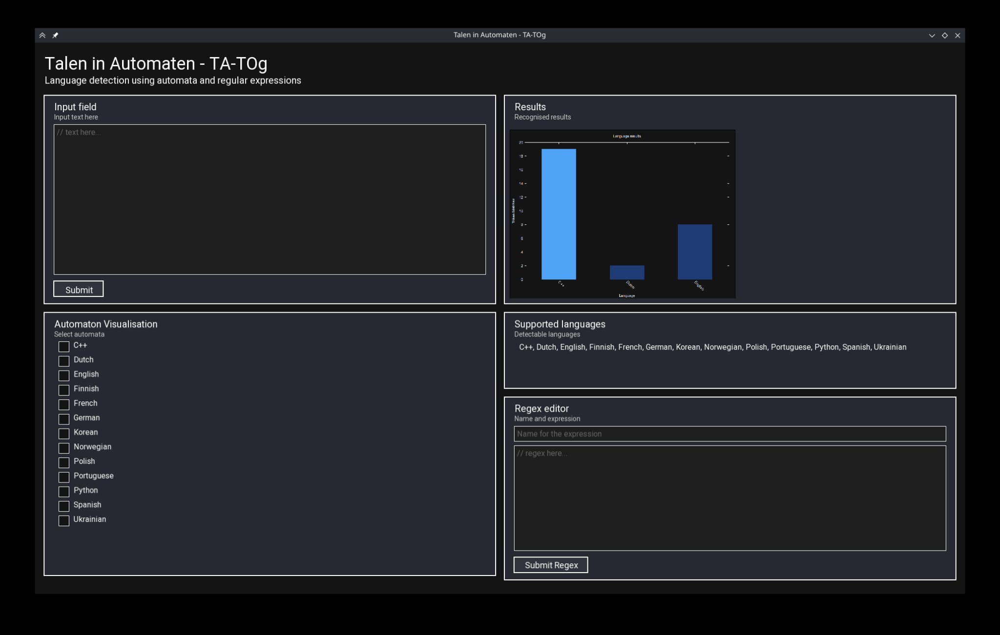 Talen in Automaten - TA-TOg
Talen in Automaten - TA-TOg
Language detection using automata and regular expressions
Input field
Input text here
// text here...
Submit
Results
Recognised results
Language results
20
18
16
14
12
10
8
6
4
2
0
Token Matches
C++
Dutch
English
Language
Automaton Visualisation
Select automata
C++
Dutch
English
Finnish
French
German
Korean
Norwegian
Polish
Portuguese
Python
Spanish
Ukrainian
Supported languages
Detectable languages
C++, Dutch, English, Finnish, French, German, Korean, Norwegian, Polish, Portuguese, Python, Spanish, Ukrainian
Regex editor
Name and expression
Name for the expression
// regex here...
Submit Regex